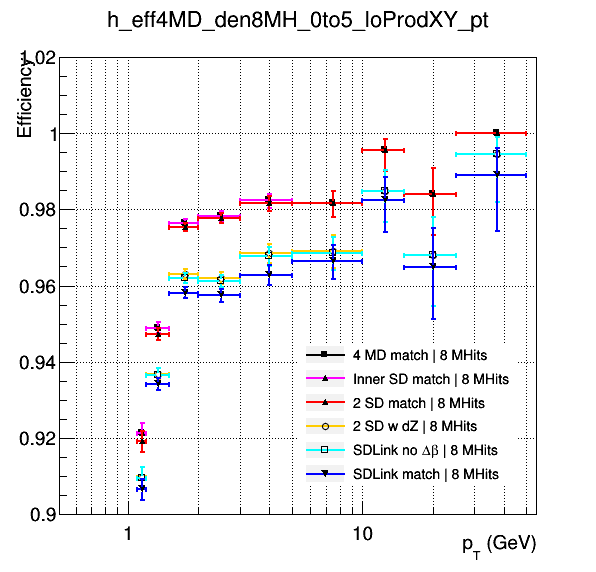 h_eff4MD_den8MH_0to5_loProdXY_pt
Efficiency
1.02
1
0.98
0.96
0.94
0.92
0.9
4 MD match | 8 MHits
Inner SD match | 8 MHits
2 SD match | 8 MHits
2 SD w dZ | 8 MHits
SDLink no Δβ | 8 MHits
SDLink match | 8 MHits
1
10
p_T (GeV)